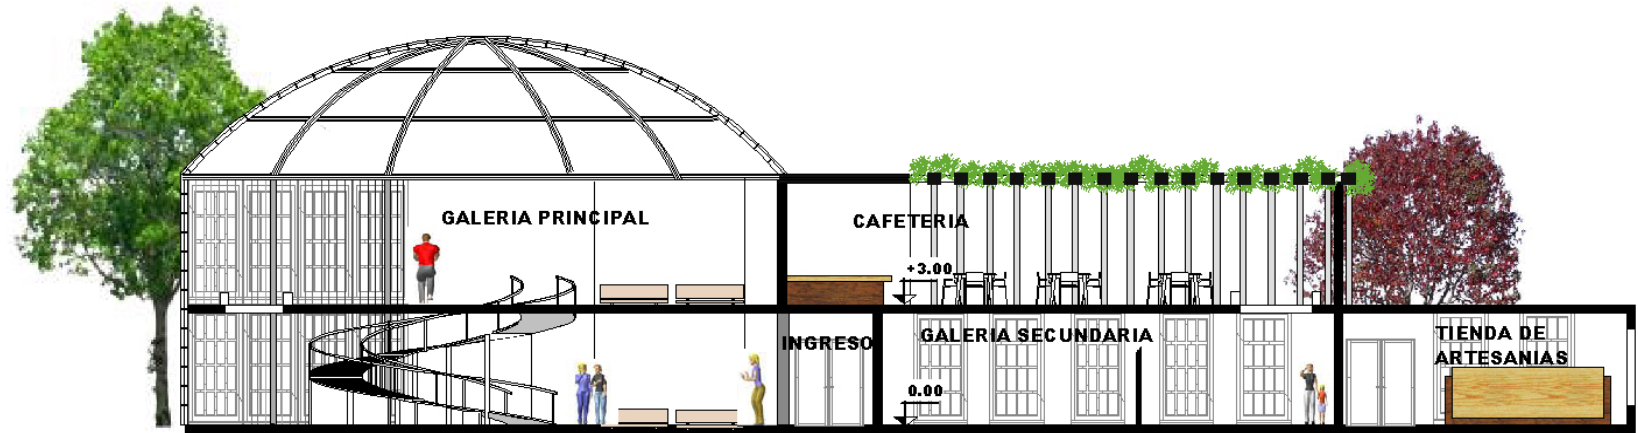 GALERIA PRINCIPAL
CAFETERIA
+3.00
INGRESO
GALERIA SECUNDARIA
TIENDA DE
ARTESANIAS
0.00